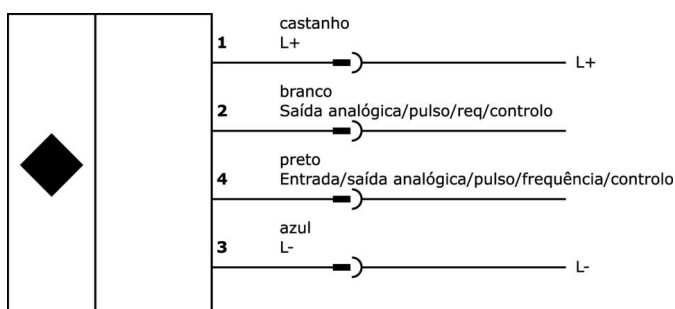 castanho
1 L+
L+
branco
2 Saída analógica/pulso/req/controlo
preto
4 Entrada/saída analógica/pulso/frequência/controlo
azul
3 L-
L-